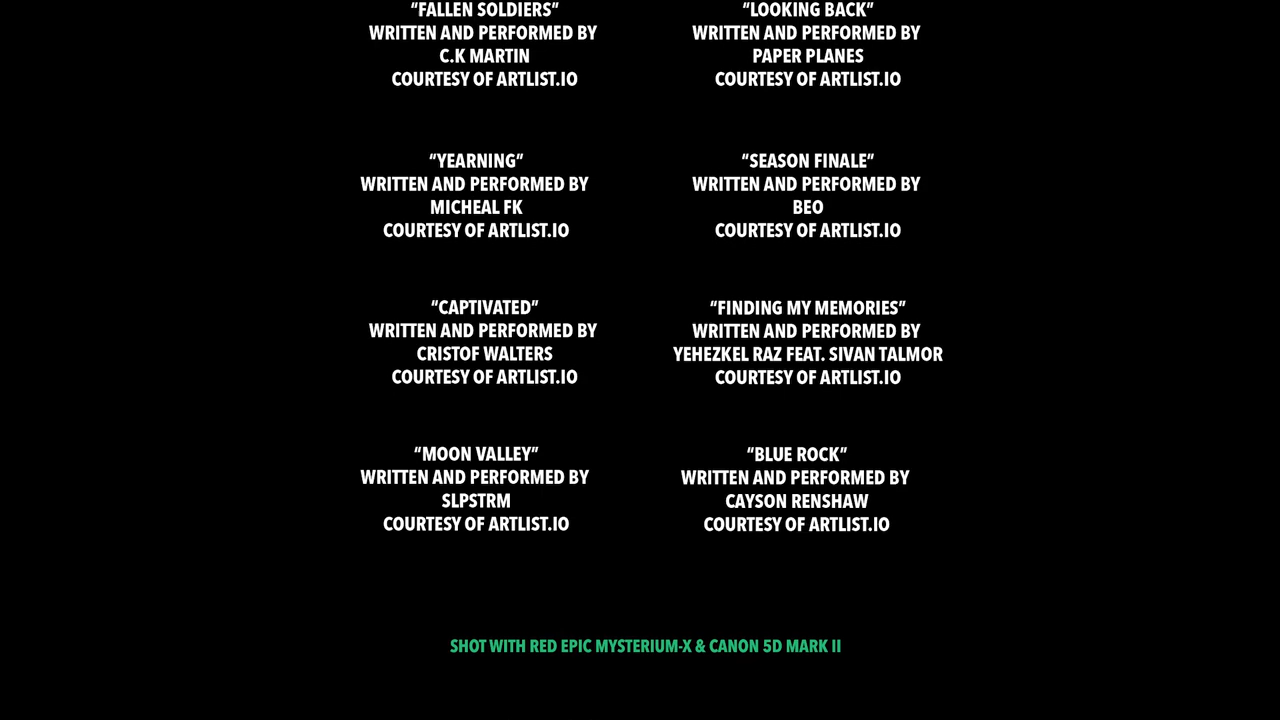 “FALLEN SOLDIERS”
WRITTEN AND PERFORMED BY
C.K MARTIN
COURTESY OF ARTLIST.IO
“LOOKING BACK”
WRITTEN AND PERFORMED BY
PAPER PLANES
COURTESY OF ARTLIST.IO
“YEARNING”
WRITTEN AND PERFORMED BY
MICHEAL FK
COURTESY OF ARTLIST.IO
“SEASON FINALE”
WRITTEN AND PERFORMED BY
BEO
COURTESY OF ARTLIST.IO
“CAPTIVATED”
WRITTEN AND PERFORMED BY
CRISTOF WALTERS
COURTESY OF ARTLIST.IO
“FINDING MY MEMORIES”
WRITTEN AND PERFORMED BY
YEHEZKEL RAZ FEAT. SIVAN TALMOR
COURTESY OF ARTLIST.IO
“MOON VALLEY”
WRITTEN AND PERFORMED BY
SLPSTRM
COURTESY OF ARTLIST.IO
“BLUE ROCK”
WRITTEN AND PERFORMED BY
CAYSON RENSHAW
COURTESY OF ARTLIST.IO
SHOT WITH RED EPIC MYSTERIUM-X & CANON 5D MARK II